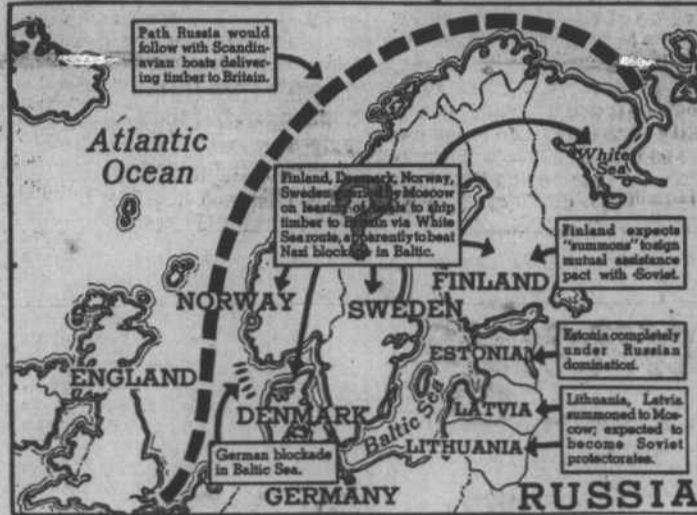 Path Russia would
follow with Scandin-
avian boats deliver-
ing timber to Britain.
Atlantic
Ocean
White
Sea
Finland, Denmark, Norway,
Sweden by Moscow
on leasing of boats to ship
timber to Britain via White
Sea route, apparently to beat
Nazi blockade in Baltic.
Finland expects
"summons" to sign
mutual assistance
pact with Soviet.
NORWAY
SWEDEN
FINLAND
ESTONIA
Estonia completely
under Russian
domination.
ENGLAND
DENMARK
Baltic Sea
LATVIA
LITHUANIA
Lithuania, Latvia
summoned to Mos-
cow; expected to
become Soviet
protectorates.
German blockade
in Baltic Sea.
GERMANY
RUSSIA